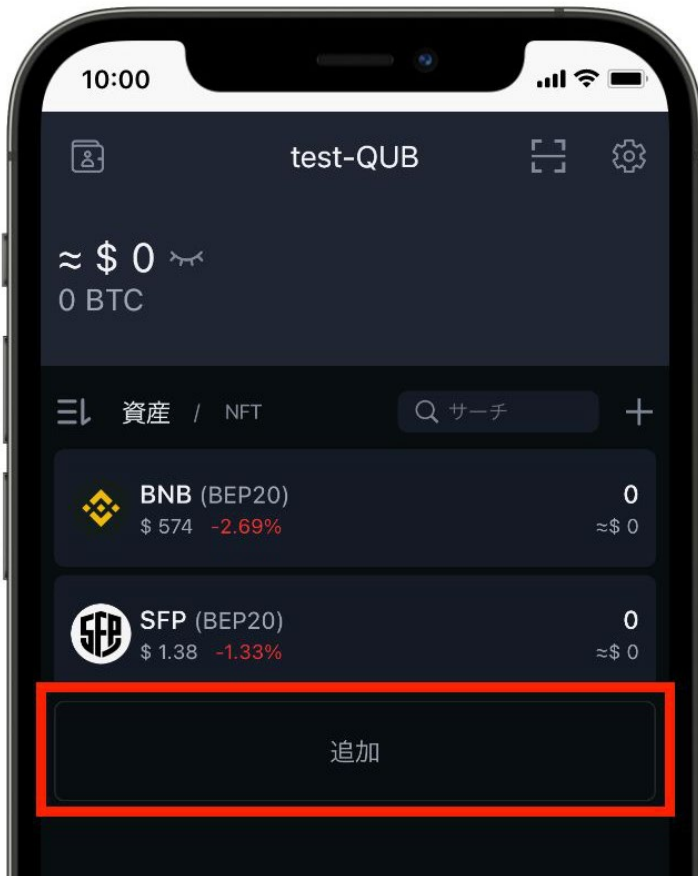 10:00
test-QUB
≈ $ 0
0 BTC
資産 / NFT サーチ
BNB (BEP20) 0
$ 574 -2.69% ≈$ 0
SFP
SFP (BEP20) 0
$ 1.38 -1.33% ≈$ 0
追加